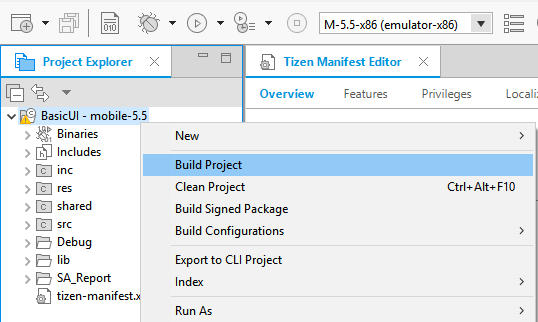 M-5.5-x86 (emulator-x86)
Project Explorer
Tizen Manifest Editor
Overview Features Privileges Localiz
BasicUI - mobile-5.5
Binaries
Includes
inc
res
shared
src
Debug
lib
SA_Report
tizen-manifest.x
New
Build Project
Clean Project Ctrl+Alt+F10
Build Signed Package
Build Configurations
Export to CLI Project
Index
Run As